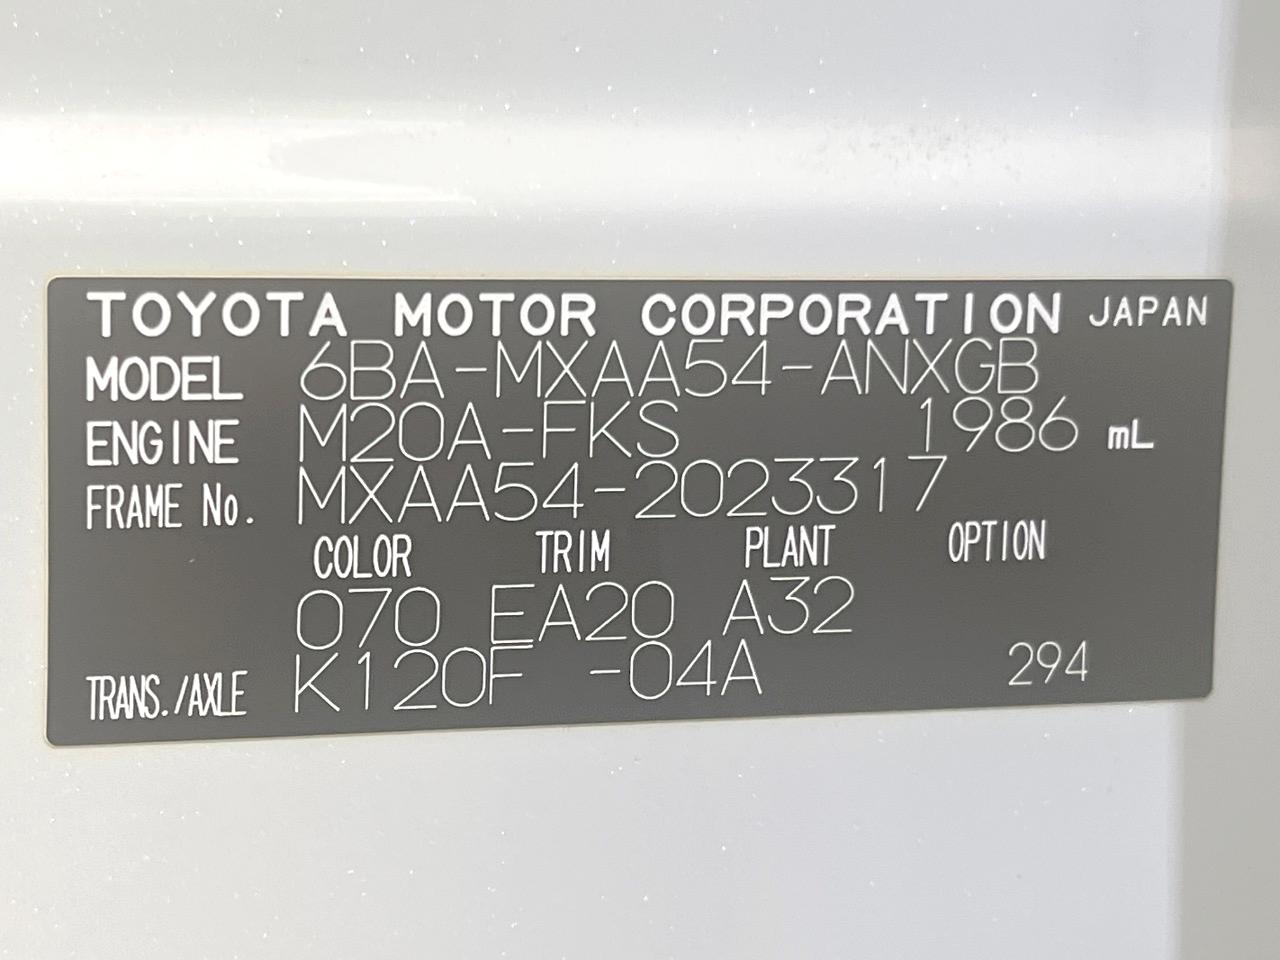 TOYOTA MOTOR CORPORATION JAPAN
MODEL 6BA-MXAA54-ANXGB
ENGINE M20A-FKS 1986 mL
FRAME No. MXAA54-2023317
COLOR TRIM PLANT OPTION
070 EA20 A32
TRANS./AXLE K120F -04A 294